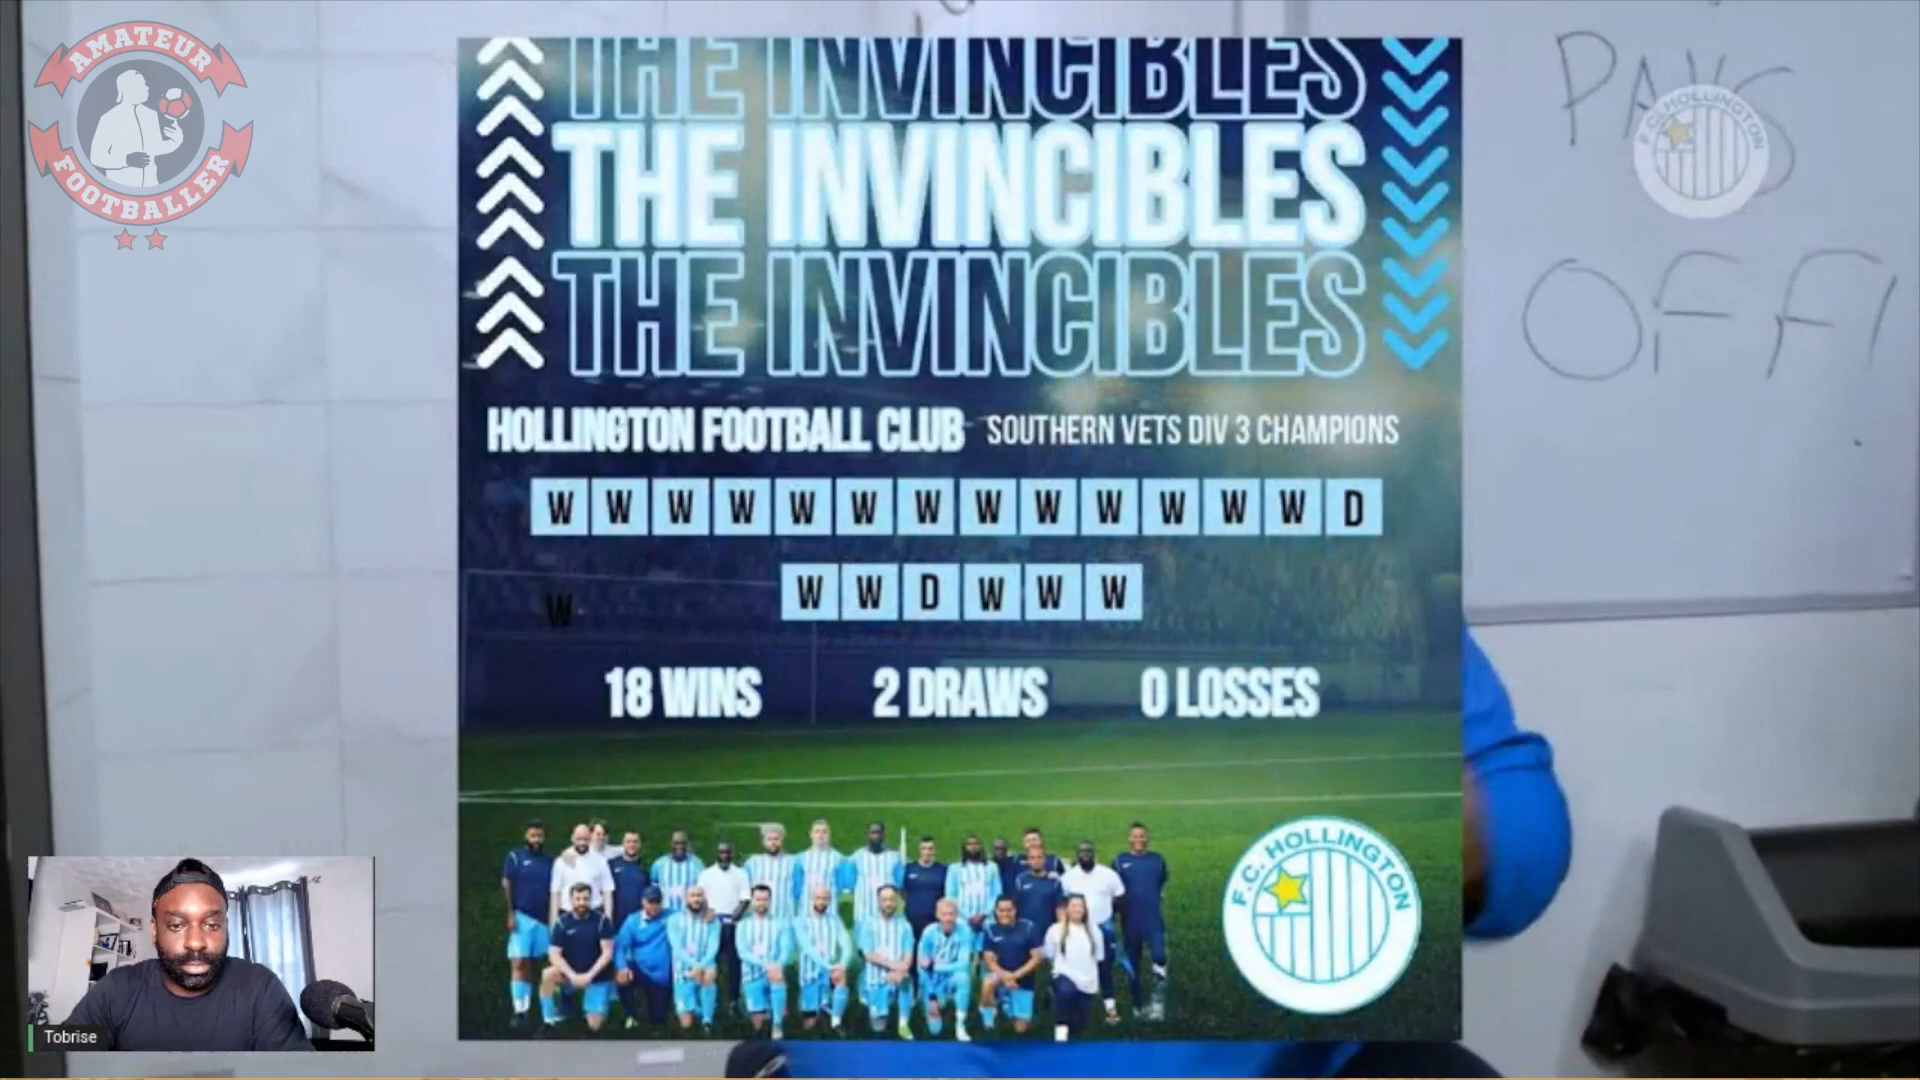 AMATEUR
FOOTBALLER
THE INVINCIBLES
THE INVINCIBLES
THE INVINCIBLES
HOLLINGTON FOOTBALL CLUB SOUTHERN VETS DIV 3 CHAMPIONS
W W W W W W W W W W W W W D
W W D W W W
W
18 WINS 2 DRAWS 0 LOSSES
F.C. HOLLINGTON
PAYS
F.C. HOLLINGTON
OFF!
Tobrise